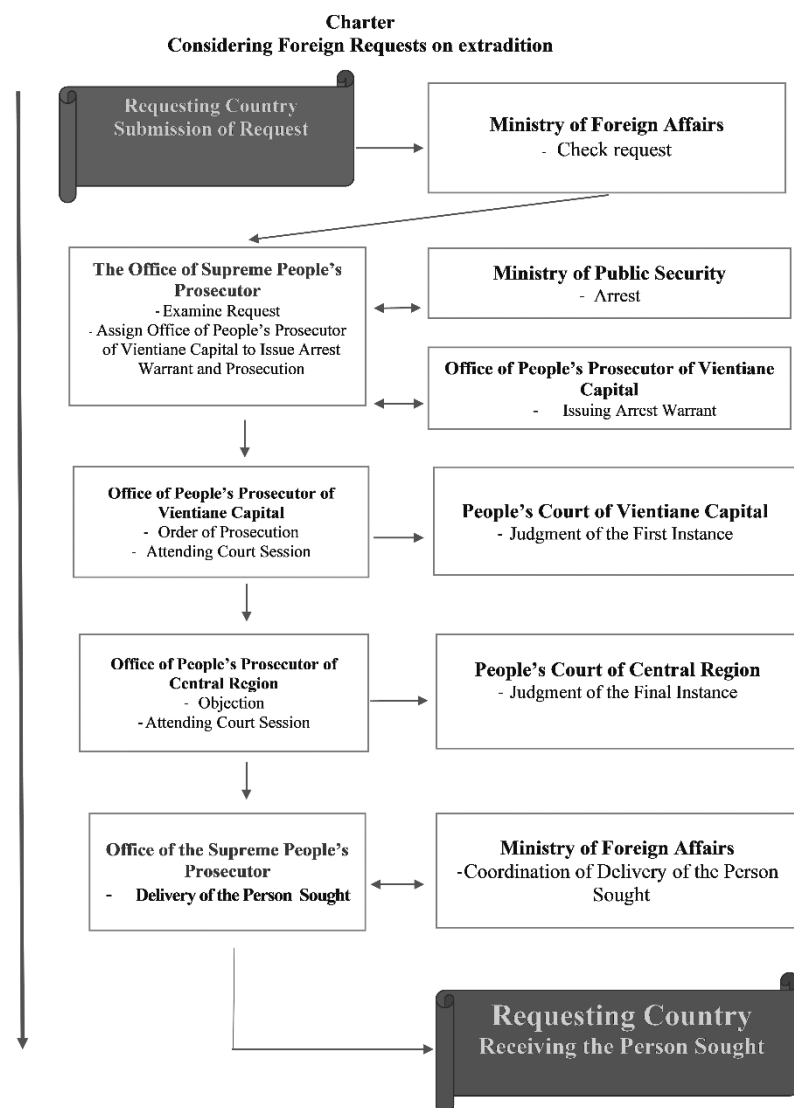 Charter
Considering Foreign Requests on extradition
Requesting Country
Submission of Request
Ministry of Foreign Affairs
- Check request
The Office of Supreme People's
Prosecutor
- Examine Request
- Assign Office of People's Prosecutor
of Vientiane Capital to Issue Arrest
Warrant and Prosecution
Ministry of Public Security
- Arrest
Office of People's Prosecutor of Vientiane
Capital
- Issuing Arrest Warrant
Office of People's Prosecutor of
Vientiane Capital
- Order of Prosecution
- Attending Court Session
People's Court of Vientiane Capital
- Judgment of the First Instance
Office of People's Prosecutor of
Central Region
- Objection
- Attending Court Session
People's Court of Central Region
- Judgment of the Final Instance
Office of the Supreme People's
Prosecutor
- Delivery of the Person Sought
Ministry of Foreign Affairs
-Coordination of Delivery of the Person
Sought
Requesting Country
Receiving the Person Sought